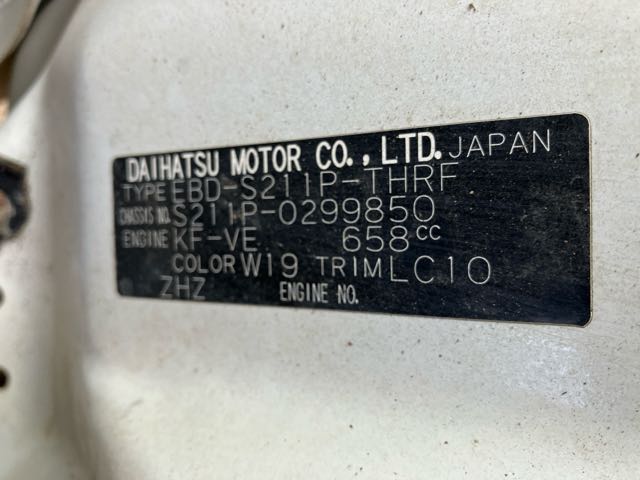 DAIHATSU MOTOR CO., LTD. JAPAN
TYPE EBD-S211P-THRF
CHASSIS NO. S211P-0299850
ENGINE KF-VE 658cc
COLOR W19 TRIM LC10
ZHZ ENGINE NO.